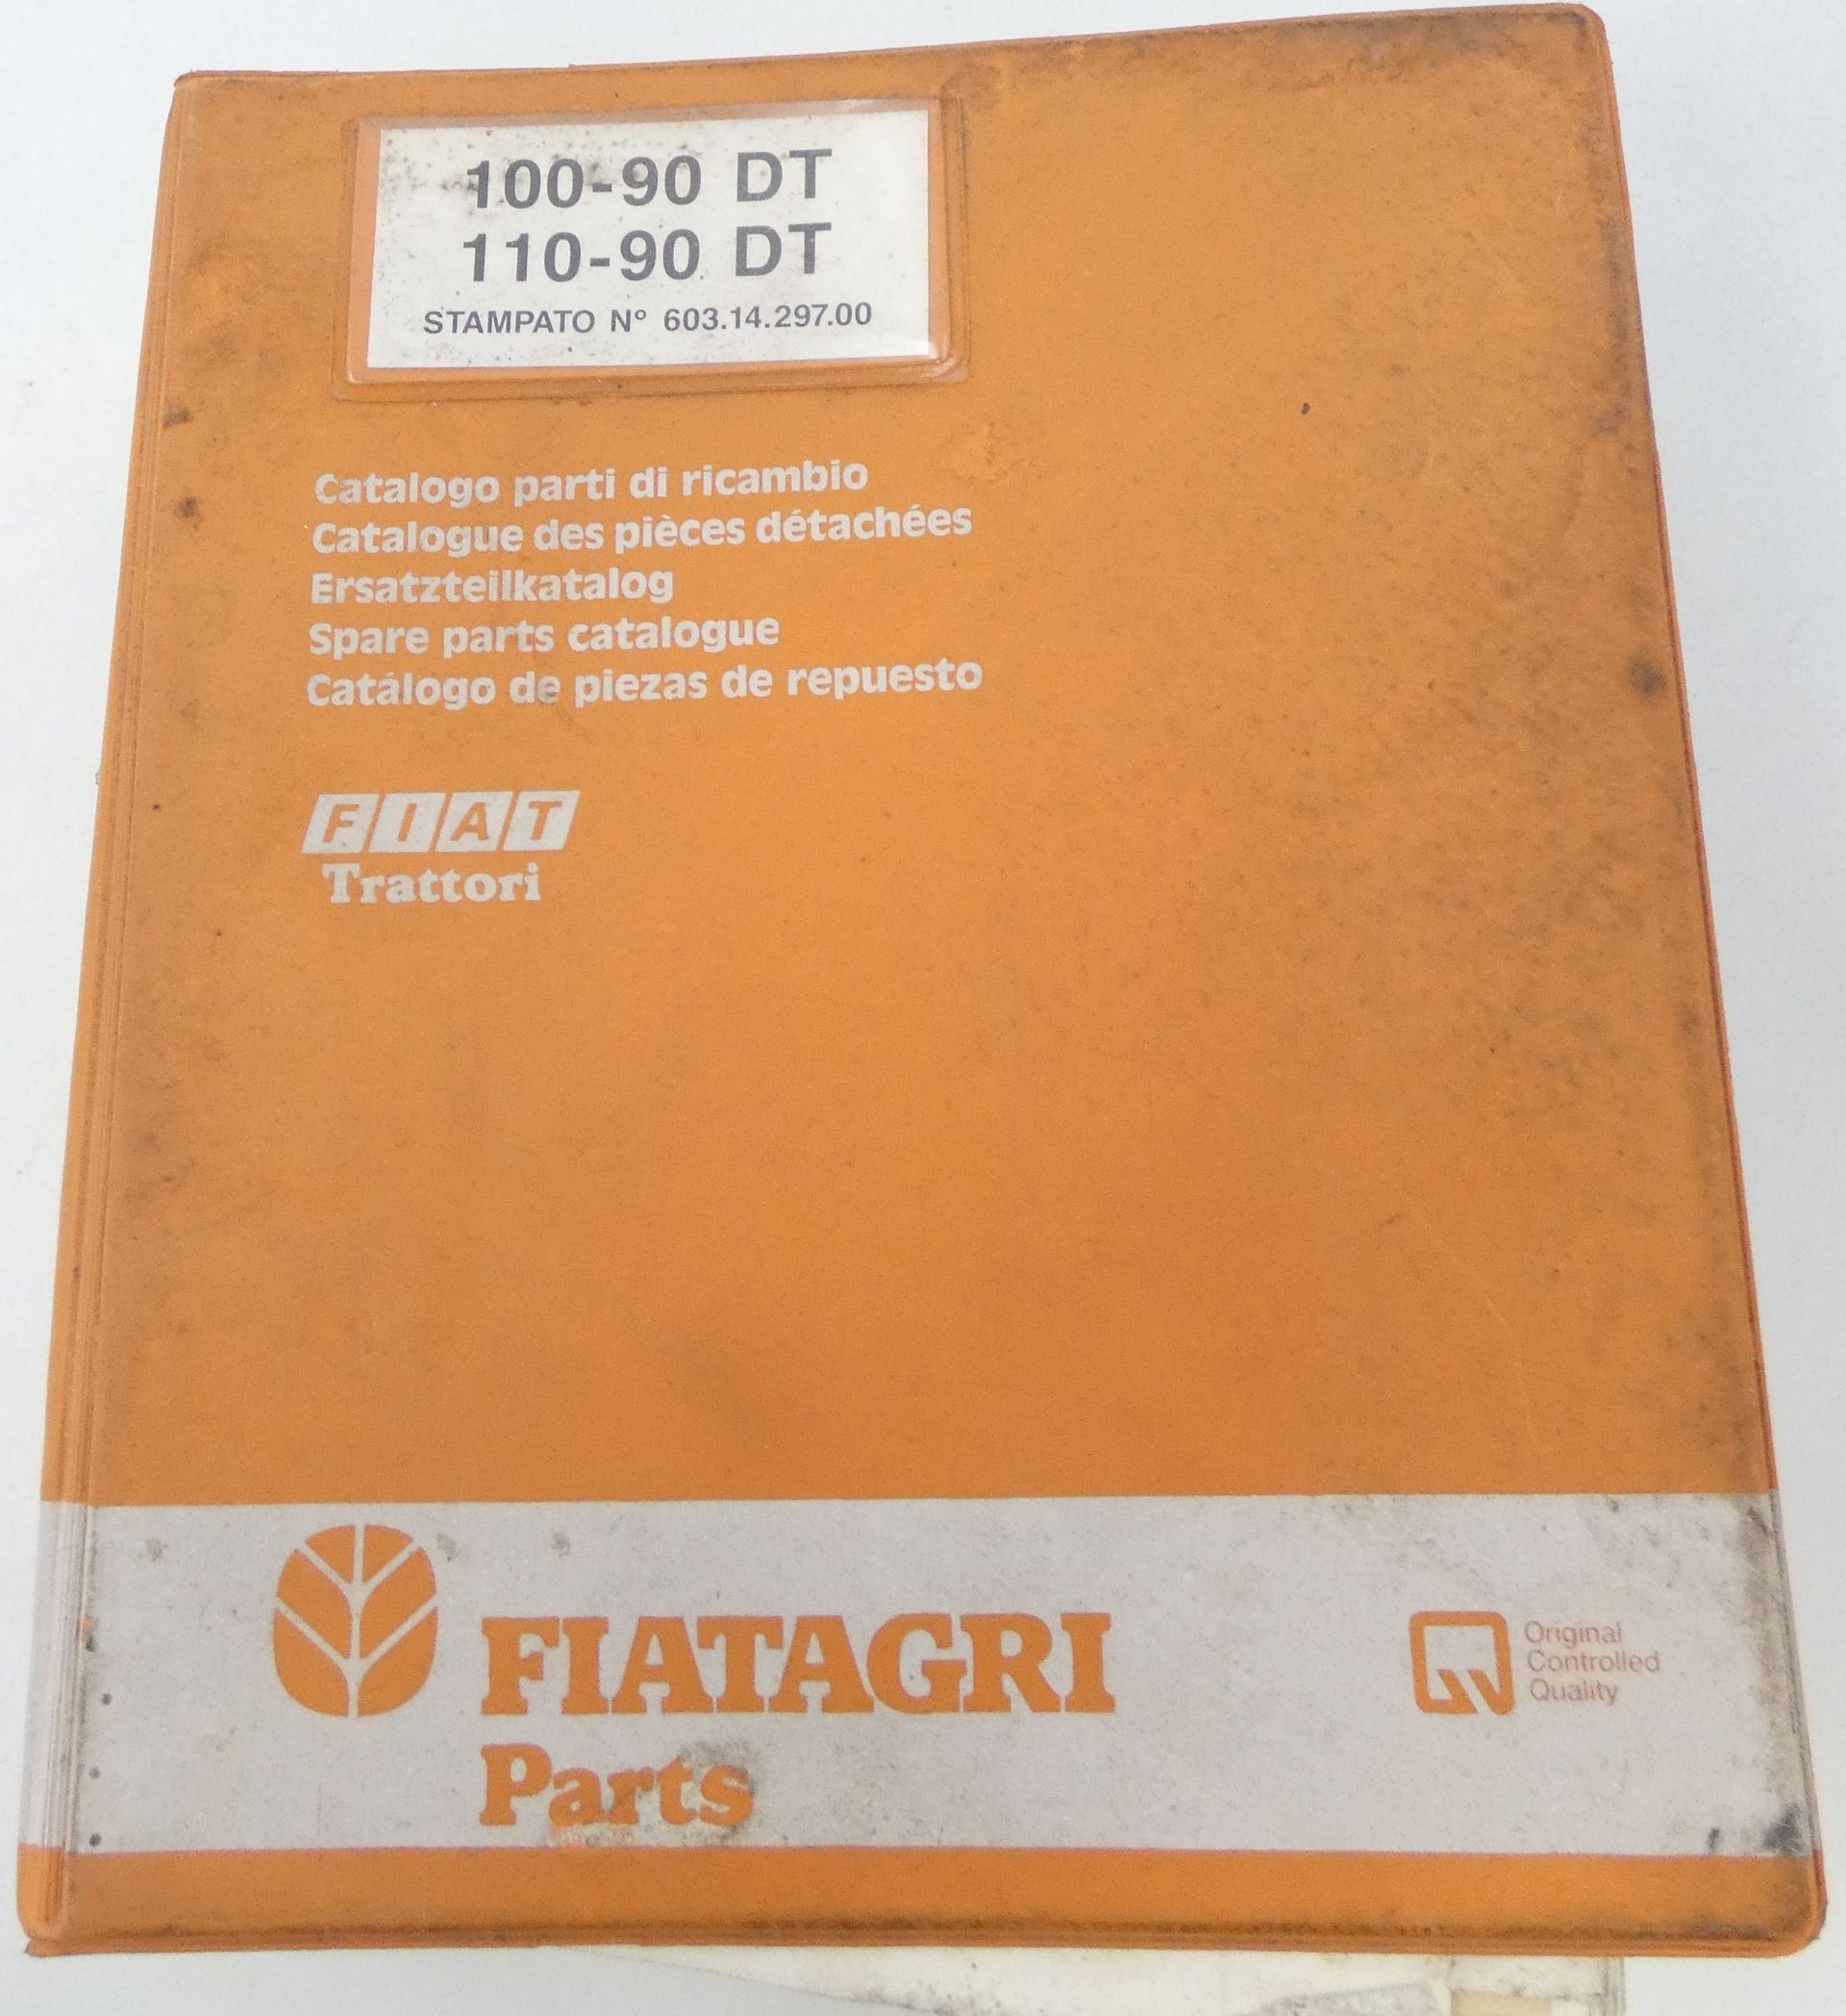 100-90 DT
110-90 DT
STAMPATO N° 603.14.297.00
Catalogo parti di ricambio
Catalogue des pièces détachées
Ersatzteilkatalog
Spare parts catalogue
Catálogo de piezas de repuesto
FIAT
Trattori
FIATAGRI
Parts
Original
Controlled
Quality